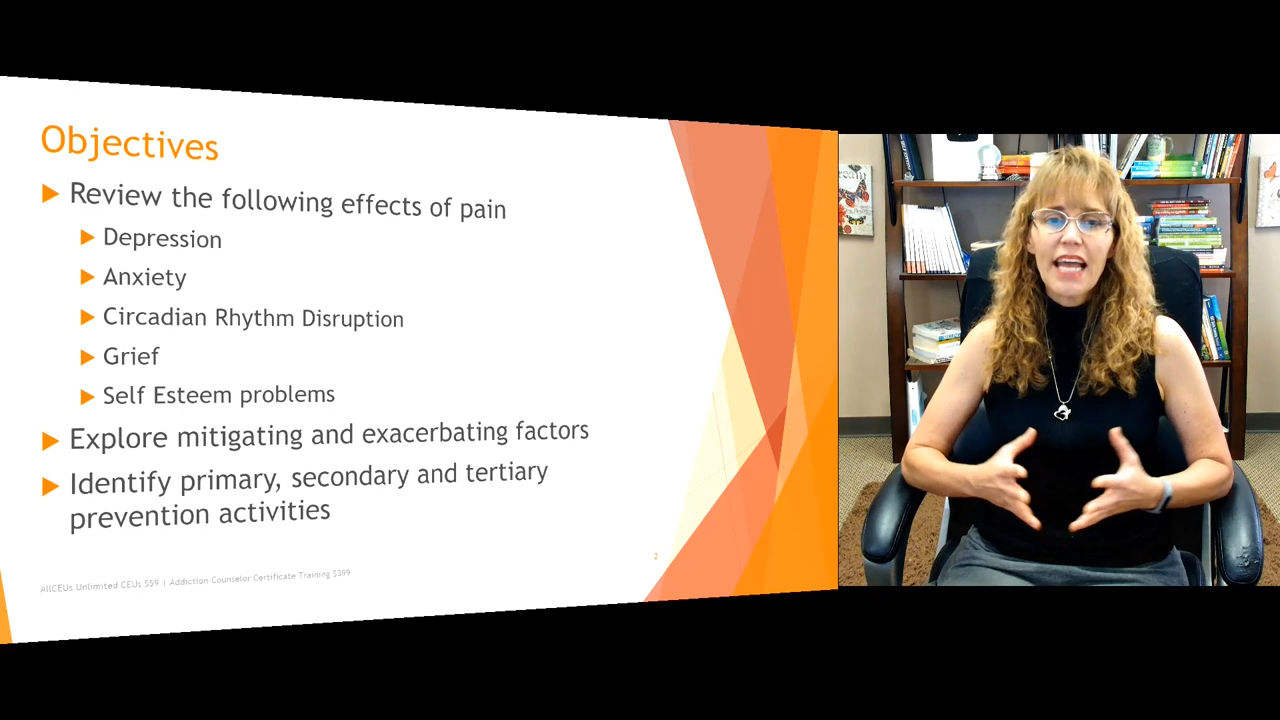 Objectives
Review the following effects of pain
Depression
Anxiety
Circadian Rhythm Disruption
Grief
Self Esteem problems
Explore mitigating and exacerbating factors
Identify primary, secondary and tertiary
prevention activities
2
AllCEUs Unlimited CEUs $59 | Addiction Counselor Certificate Training $399